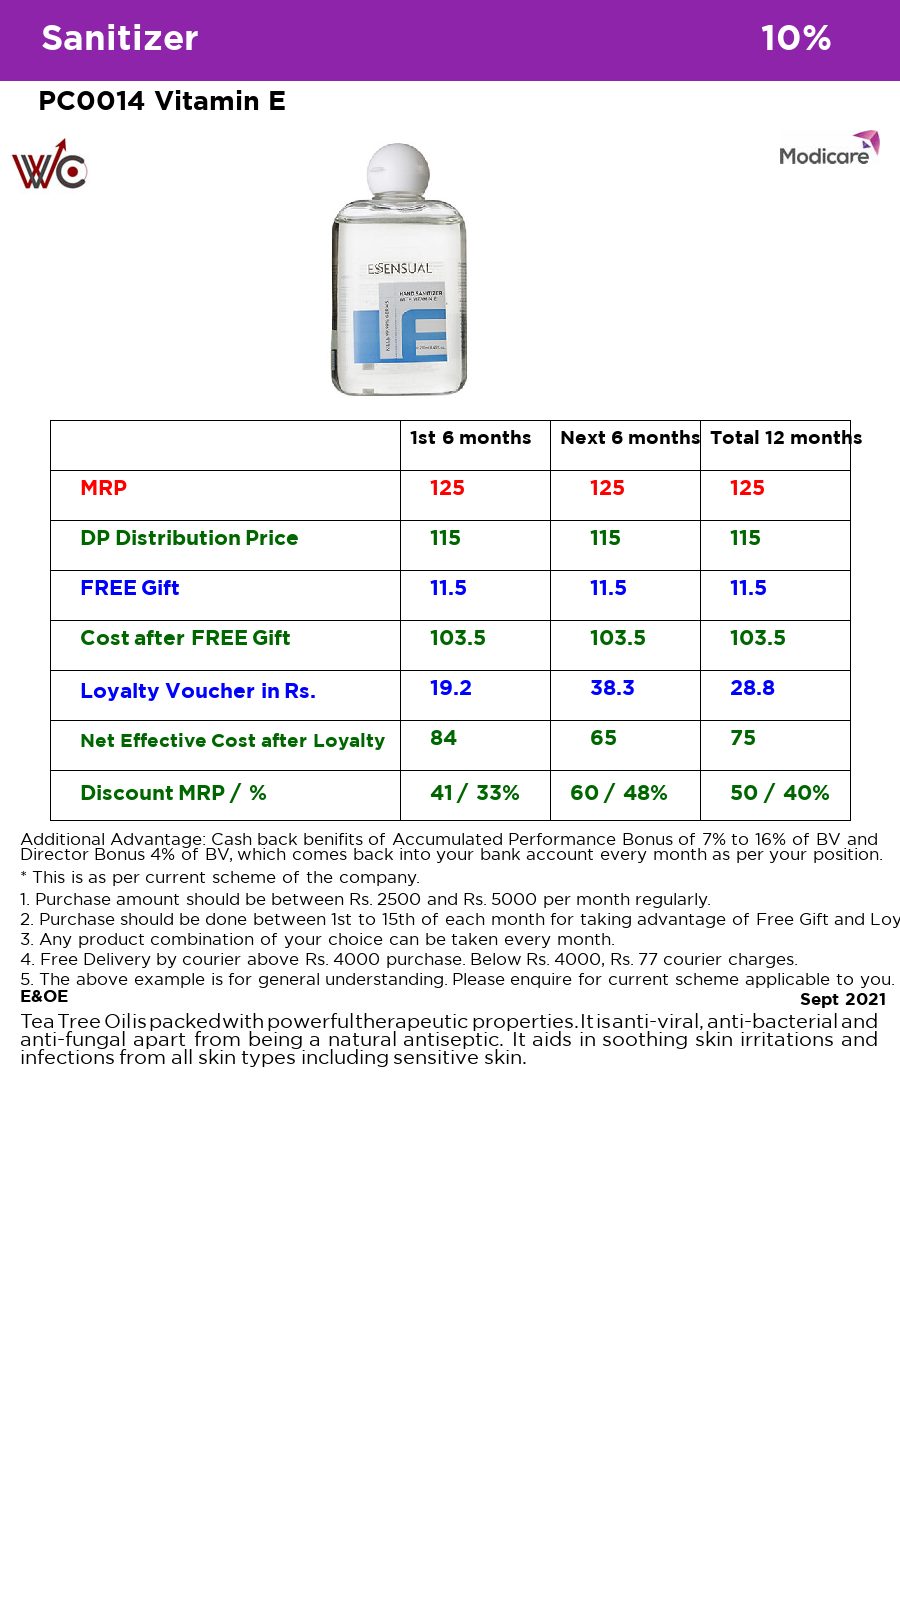 Sanitizer 10%
PC0014 Vitamin E
WC
Modicare
ESSENSUAL
HAND SANITIZER
WITH VITAMIN E
KILLS 99.99% GERMS
E
1st 6 months Next 6 months Total 12 months
MRP 125 125 125
DP Distribution Price 115 115 115
FREE Gift 11.5 11.5 11.5
Cost after FREE Gift 103.5 103.5 103.5
Loyalty Voucher in Rs. 19.2 38.3 28.8
Net Effective Cost after Loyalty 84 65 75
Discount MRP / % 41 / 33% 60 / 48% 50 / 40%
Additional Advantage: Cash back benifits of Accumulated Performance Bonus of 7% to 16% of BV and
Director Bonus 4% of BV, which comes back into your bank account every month as per your position.
* This is as per current scheme of the company.
1. Purchase amount should be between Rs. 2500 and Rs. 5000 per month regularly.
2. Purchase should be done between 1st to 15th of each month for taking advantage of Free Gift and Loy
3. Any product combination of your choice can be taken every month.
4. Free Delivery by courier above Rs. 4000 purchase. Below Rs. 4000, Rs. 77 courier charges.
5. The above example is for general understanding. Please enquire for current scheme applicable to you.
E&OE Sept 2021
Tea Tree Oil is packed with powerful therapeutic properties. It is anti-viral, anti-bacterial and
anti-fungal apart from being a natural antiseptic. It aids in soothing skin irritations and
infections from all skin types including sensitive skin.